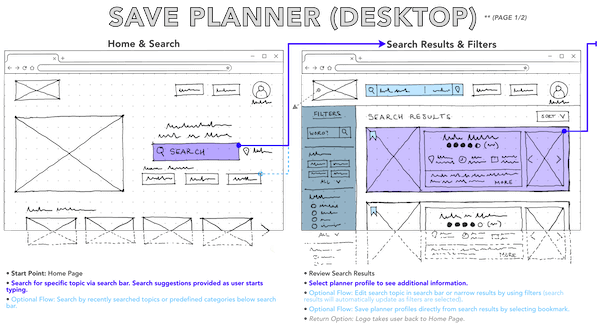 SAVE PLANNER (DESKTOP) ** (PAGE 1/2)
Home & Search
Search Results & Filters
SEARCH
FILTERS
SEARCH RESULTS
SORT V
ALL V
MORE
ALL V
MORE
• Start Point: Home Page
• Search for specific topic via search bar. Search suggestions provided as user starts
typing.
• Optional Flow: Search by recently searched topics or predefined categories below search
bar.
• Review Search Results
• Select planner profile to see additional information.
• Optional Flow: Edit search topic in search bar or narrow results by using filters (search
results will automatically update as filters are selected).
• Optional Flow: Save planner profiles directly from search results by selecting bookmark.
• Return Option: Logo takes user back to Home Page.